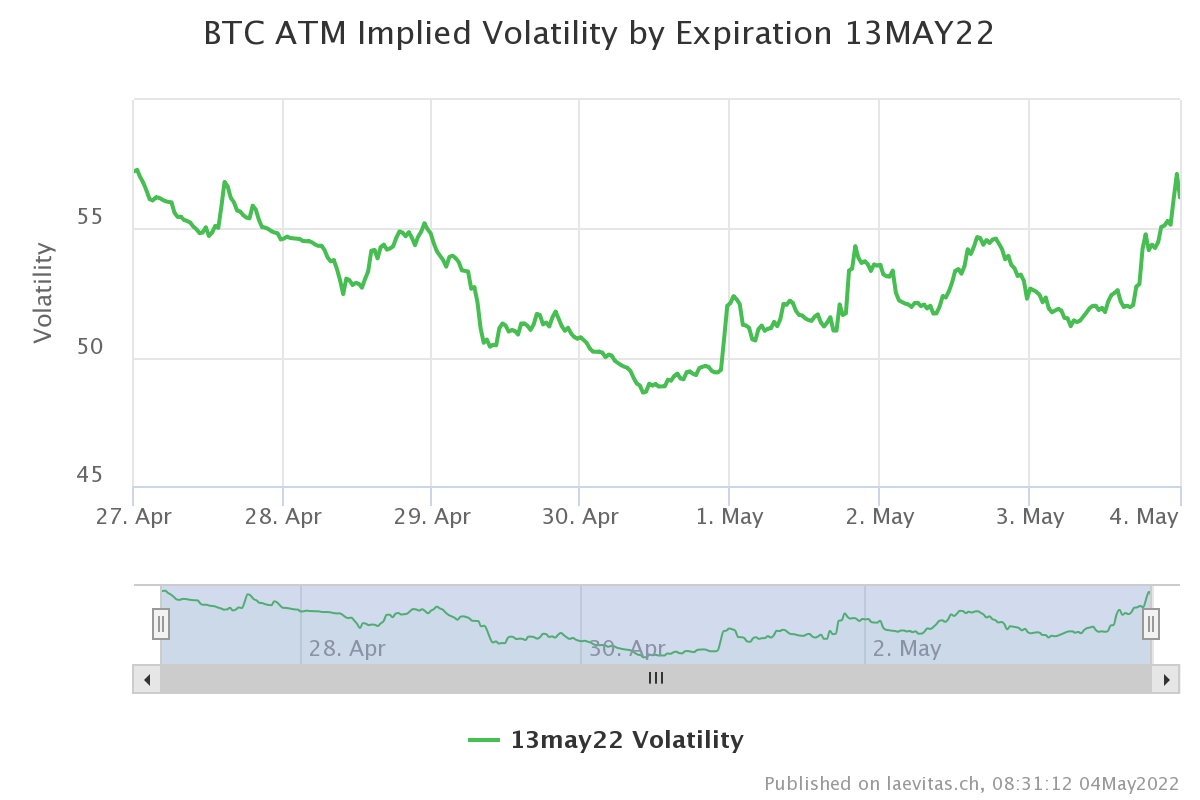 BTC ATM Implied Volatility by Expiration 13MAY22
Volatility
55
50
45
27. Apr 28. Apr 29. Apr 30. Apr 1. May 2. May 3. May 4. May
28. Apr 30. Apr 2. May
13may22 Volatility
Published on laevitas.ch, 08:31:12 04May2022